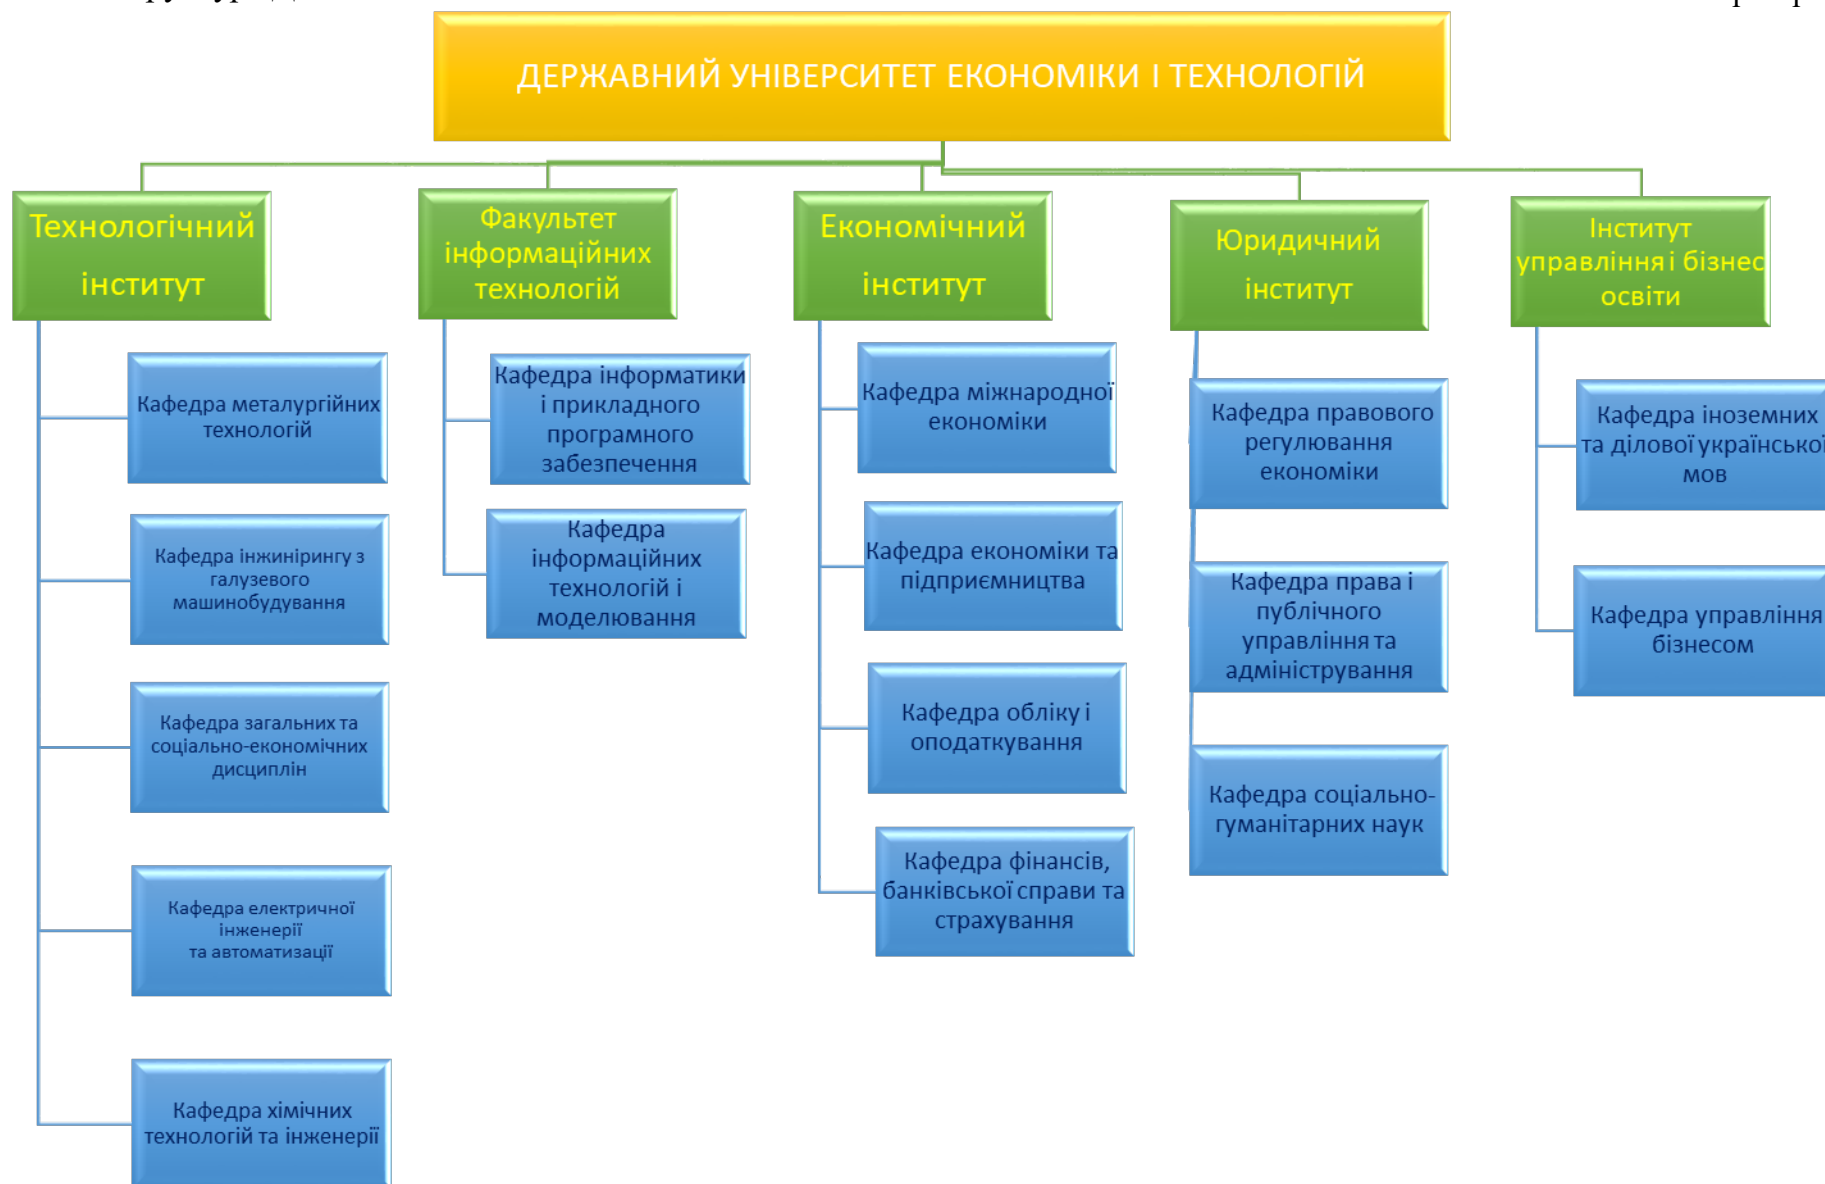 ДЕРЖАВНИЙ УНІВЕРСИТЕТ ЕКОНОМІКИ І ТЕХНОЛОГІЙ
Технологічний
інститут
Кафедра металургійних
технологій
Кафедра інжинірингу з
галузевого
машинобудування
Кафедра загальних та
соціально-економічних
дисциплін
Кафедра електричної
інженерії
та автоматизації
Кафедра хімічних
технологій та інженерії
Факультет
інформаційних
технологій
Кафедра інформатики
і прикладного
програмного
забезпечення
Кафедра
інформаційних
технологій і
моделювання
Економічний
інститут
Кафедра міжнародної
економіки
Кафедра економіки та
підприємництва
Кафедра обліку і
оподаткування
Кафедра фінансів,
банківської справи та
страхування
Юридичний
інститут
Кафедра правового
регулювання
економіки
Кафедра права і
публічного
управління та
адміністрування
Кафедра соціально-
гуманітарних наук
Інститут
управління і бізнес
освіти
Кафедра іноземних
та ділової української
мов
Кафедра управління
бізнесом